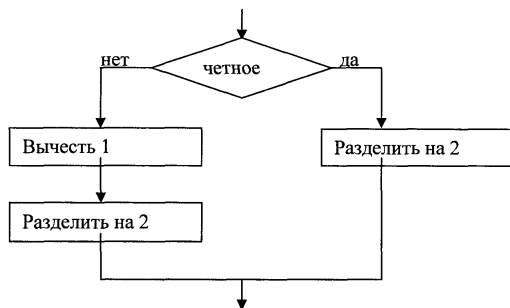 нет
четное
да
Вычесть 1
Разделить на 2
Разделить на 2